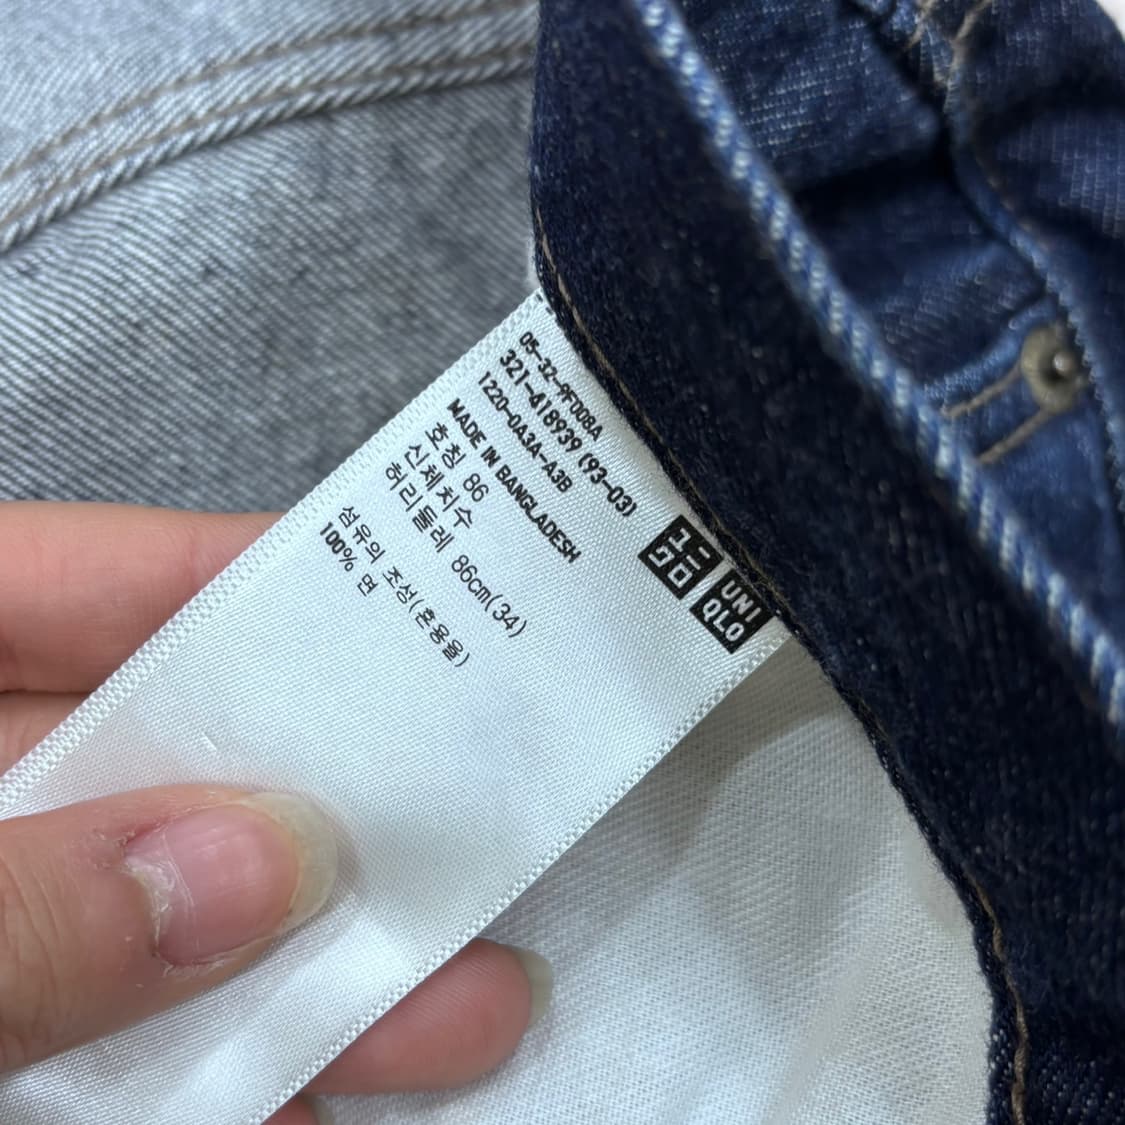 05-32-9F008A
321-418939 (93-03)
1220-0A3A-A3B
MADE IN BANGLADESH
호칭 86
신체치수
허리둘레 86cm(34)
섬유의 조성(혼용율)
100% 면
ユニ
クロ
UNI
QLO